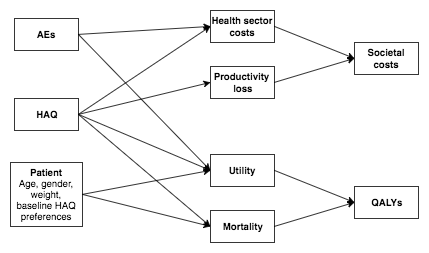 AEs
HAQ
Patient
Age, gender,
weight,
baseline HAQ
preferences
Health sector
costs
Productivity
loss
Utility
Mortality
Societal
costs
QALYs